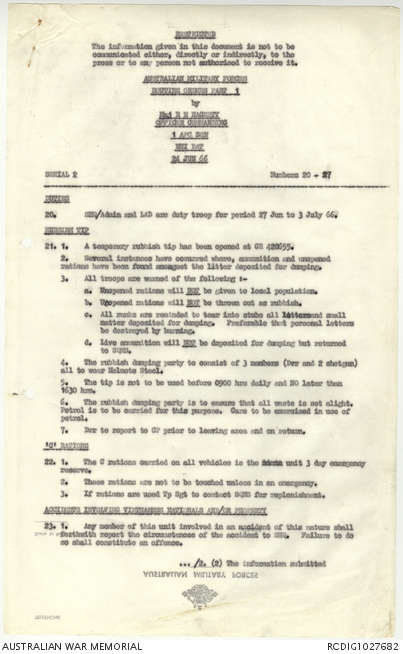 RESTRICTED
The information given in this document is not to be
communicated either, directly or indirectly, to the
press or to any person not authorised to receive it.
AUSTRALIAN MILITARY FORCES
ROUTINE ORDERS PART 1
by
Maj R H HAGERTY
OFFICER COMMANDING
1 APC SQN
NUI DAT
24 JUN 66
SERIAL 2 Numbers 20 - 27
DUTIES
20. SHQ/Admin and LAD are duty troop for period 27 Jun to 3 July 66.
RUBBISH TIP
21. 1. A temporary rubbish tip has been opened at GR 420655.
2. Several instances have occured where, ammunition and unopened
rations have been found amongst the litter deposited for dumping.
3. All troops are warned of the following :-
a. Unopened rations will NOT be given to local population.
b. Unopened rations will NOT be thrown out as rubbish.
c. All ranks are reminded to tear into stubs all letters and small
matter deposited for dumping. Preferable that personal letters
be destroyed by burning.
d. Live ammunition will NOT be deposited for dumping but returned
to SQMS.
4. The rubbish dumping party to consist of 3 members (Dvr and 2 shotgun)
all to wear Helmets Steel.
5. The tip is not to be used before 0900 hrs daily and NO later than
1630 hrs.
6. The rubbish dumping party is to ensure that all waste is set alight.
Petrol is to be carried for this purpose. Care to be exercised in use of
petrol.
7. Dvr to report to CP prior to leaving area and on return.
'C' RATIONS
22. 1. The C rations carried on all vehicles is the unit 3 day emergency
reserve.
2. These rations are not to be touched unless in an emergency.
3. If rations are used Tp Sgt to contact SQMS for replenishment.
ACCIDENTS INVOLVING VIETNAMESE NATIONALS AND/OR PROPERTY
23. 1. Any member of this unit involved in an accident of this nature shall
forthwith report the circumstances of the accident to SHQ. Failure to do
so shall constitute an offence.
.../2. (2) The information submitted
AUSTRALIAN MILITARY FORCES
AUSTRALIAN WAR MEMORIAL RCDIG1027682